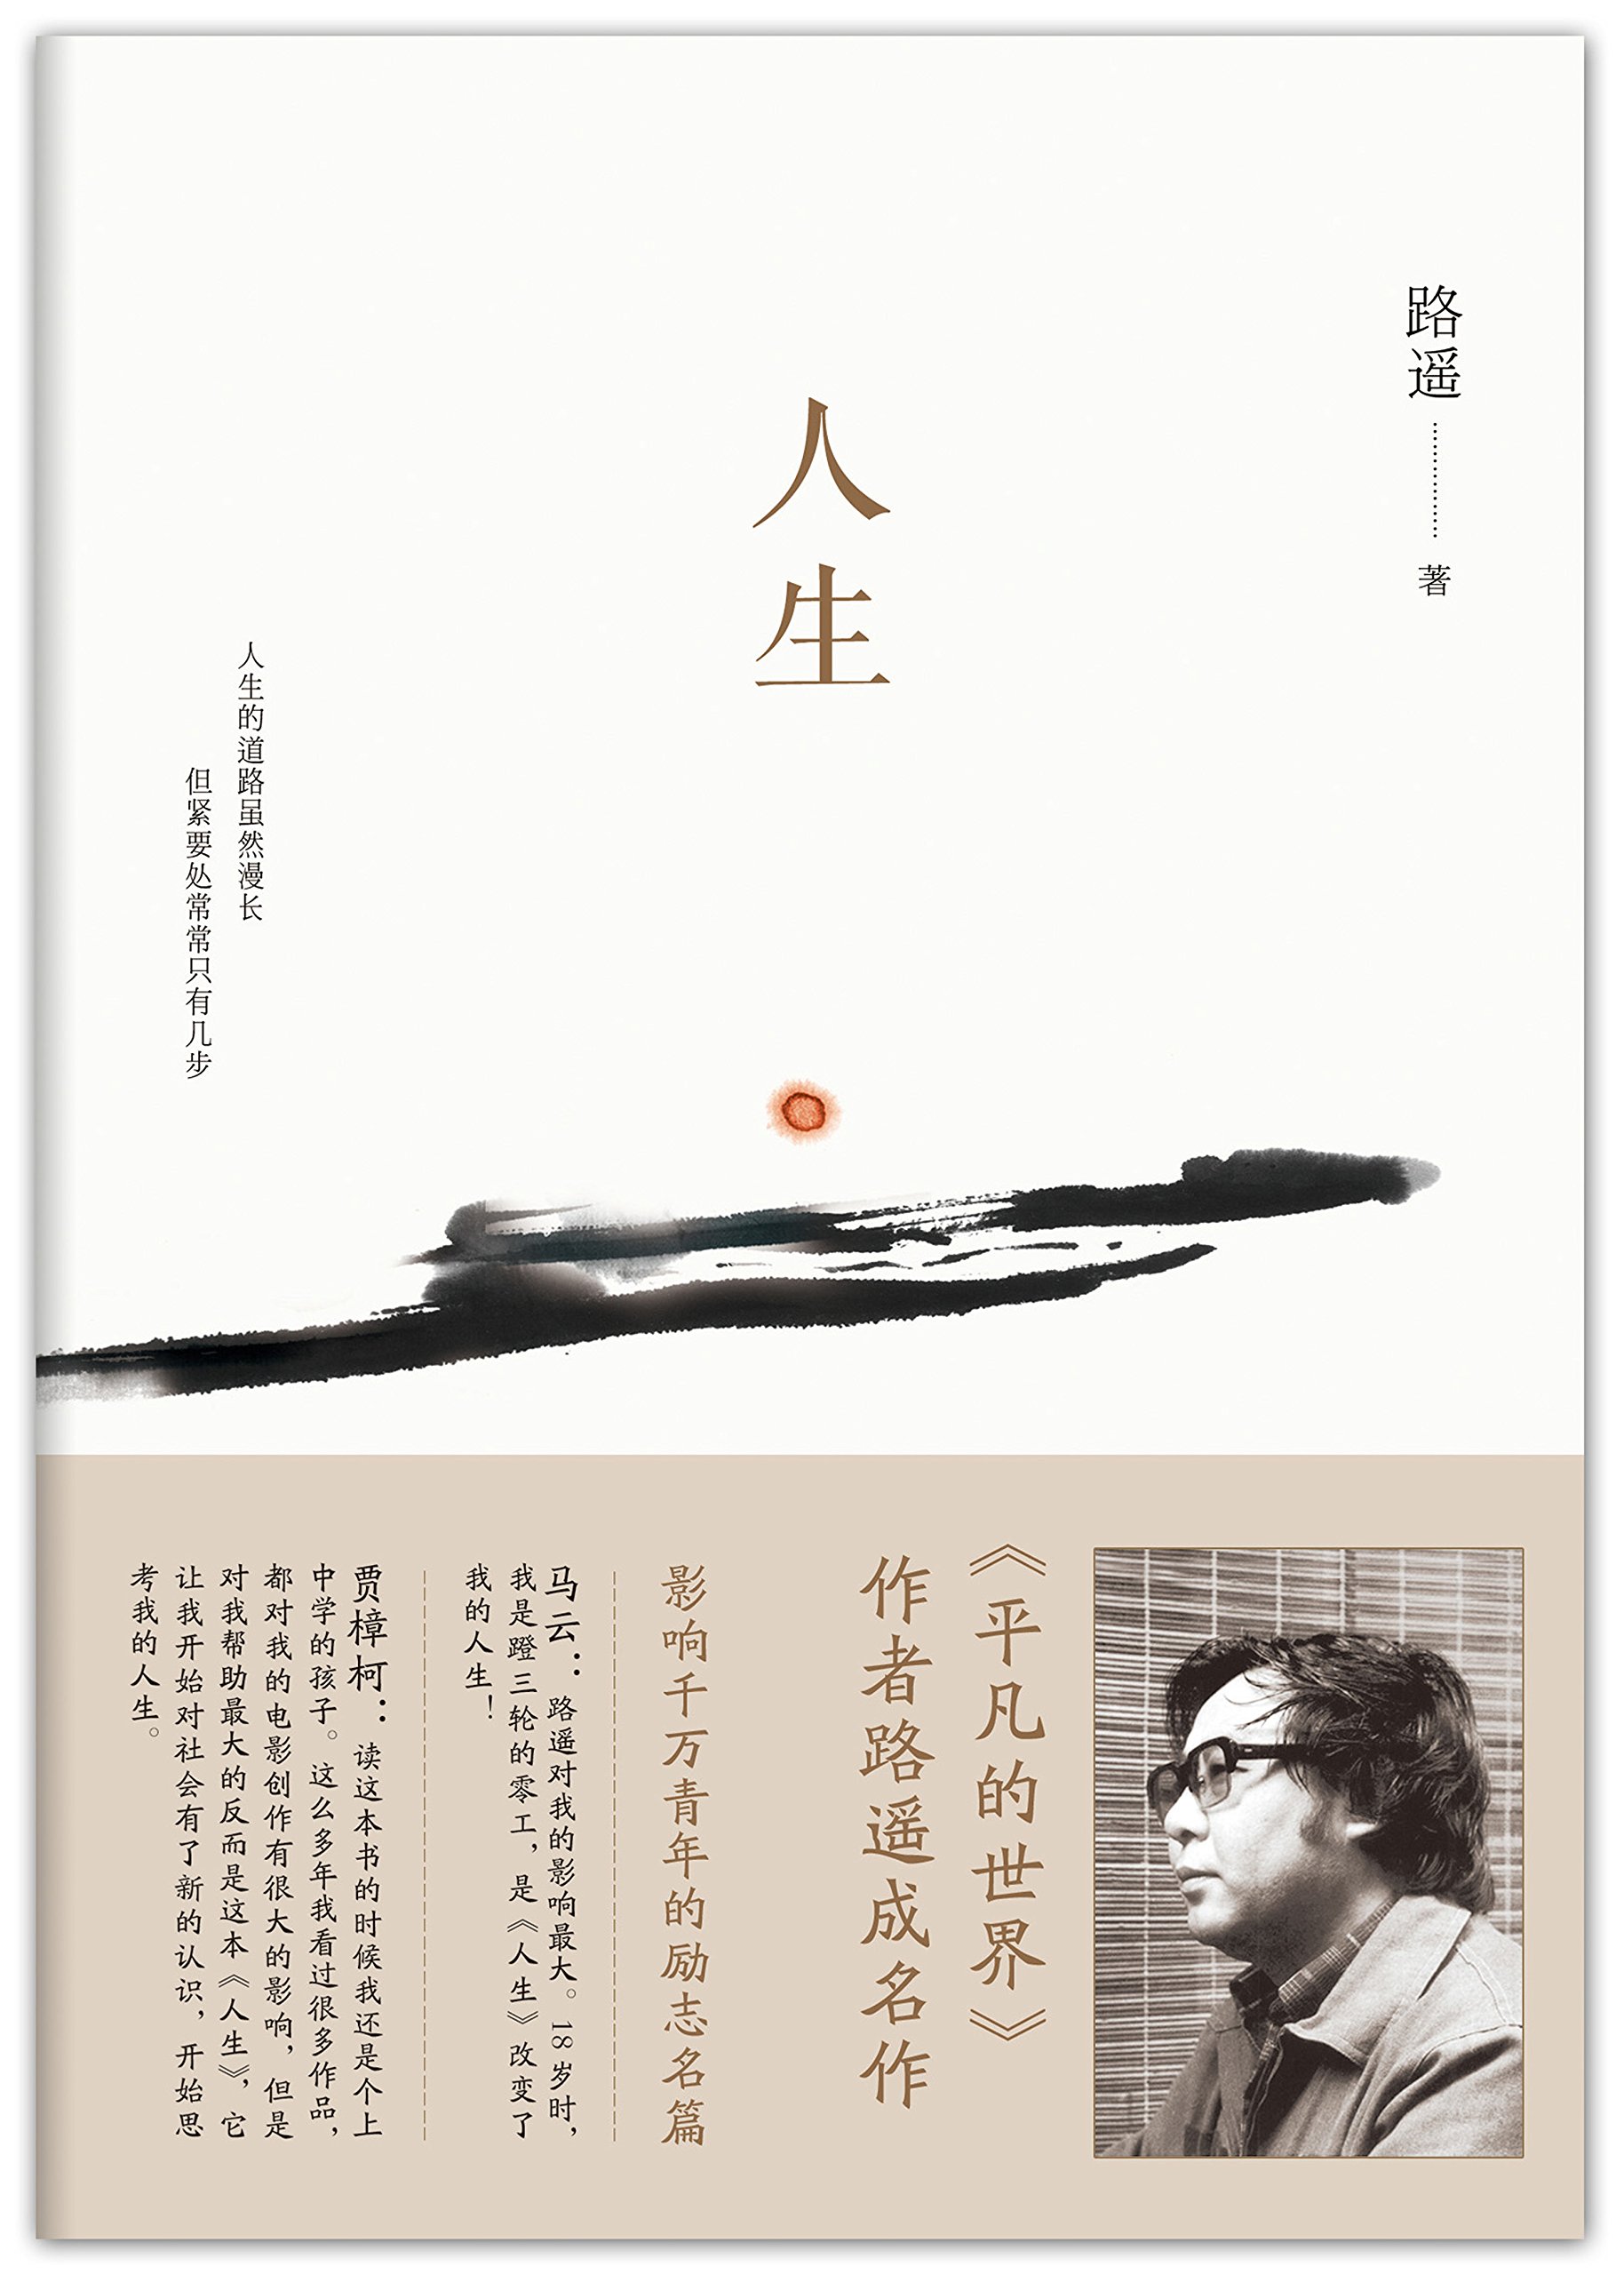 路遥 著
人生
人生的道路虽然漫长
但紧要处常常只有几步
《平凡的世界》
作者路遥成名作
影响千万青年的励志名篇
马云：路遥对我的影响最大。18岁时，
我是蹬三轮的零工，是《人生》改变了
我的人生！
贾樟柯：读这本书的时候我还是个上
中学的孩子。这么多年我看过很多作品，
都对我的电影创作有很大的影响，但是
对我帮助最大的反而是这本《人生》，它
让我开始对社会有了新的认识，开始思
考我的人生。